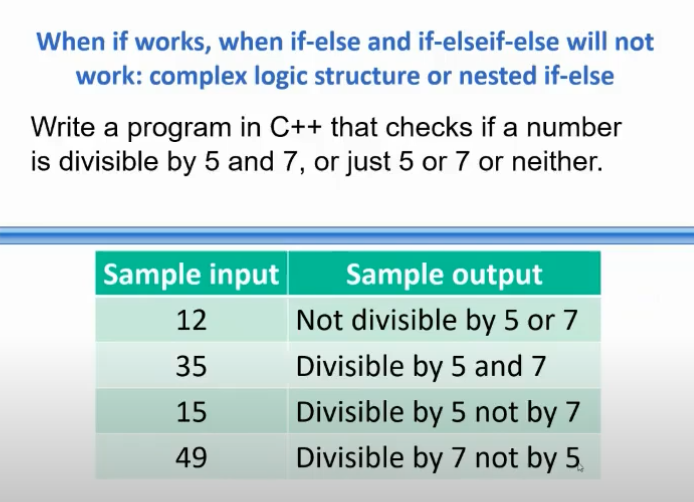 When if works, when if-else and if-elseif-else will not
work: complex logic structure or nested if-else
Write a program in C++ that checks if a number
is divisible by 5 and 7, or just 5 or 7 or neither.
Sample input Sample output
12 Not divisible by 5 or 7
35 Divisible by 5 and 7
15 Divisible by 5 not by 7
49 Divisible by 7 not by 5